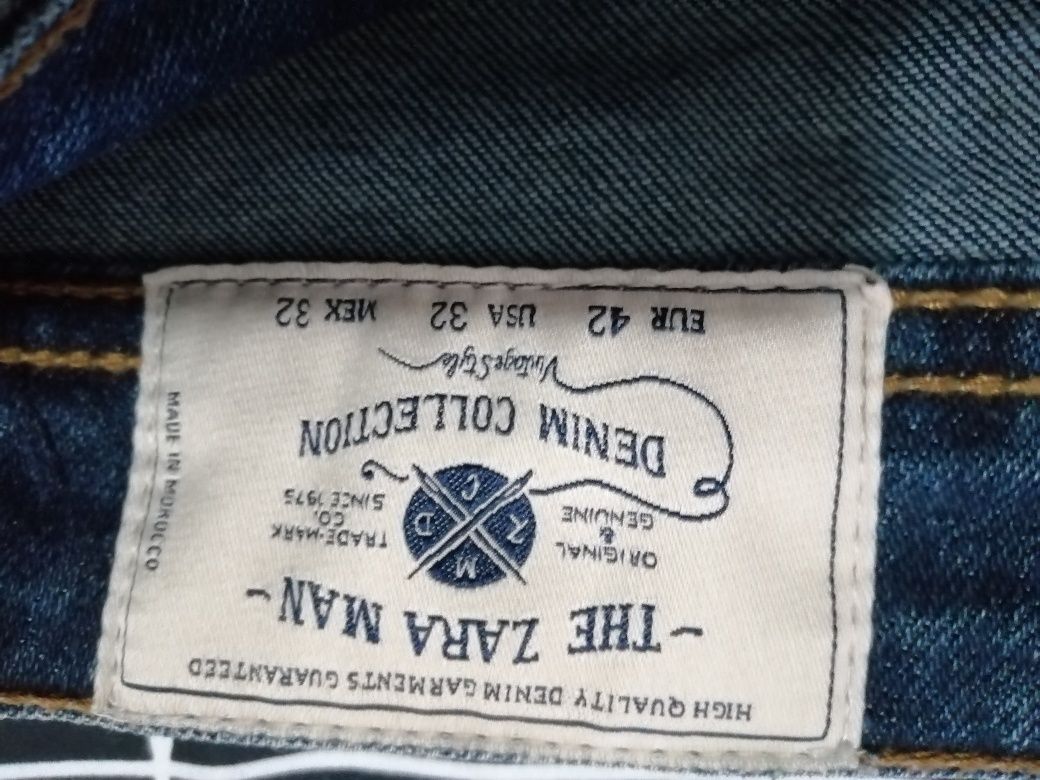 HIGH QUALITY DENIM GARMENTS GUARANTEED
-THE ZARA MAN-
ORIGINAL
&
GENUINE
M
Z
D
C
TRADE-MARK
CO.
SINCE 1975
DENIM COLLECTION
Vintage Style
EUR 42 USA 32 MEX 32
MADE IN MOROCCO